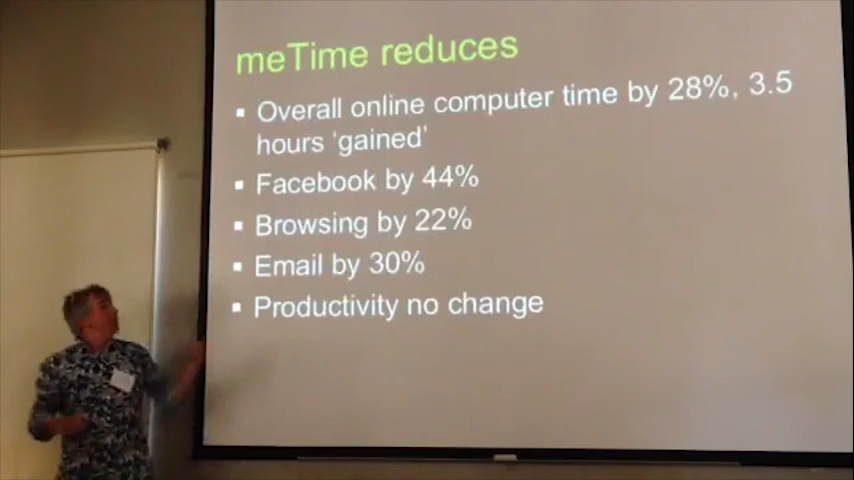 meTime reduces
▪ Overall online computer time by 28%, 3.5
hours ‘gained’
▪ Facebook by 44%
▪ Browsing by 22%
▪ Email by 30%
▪ Productivity no change